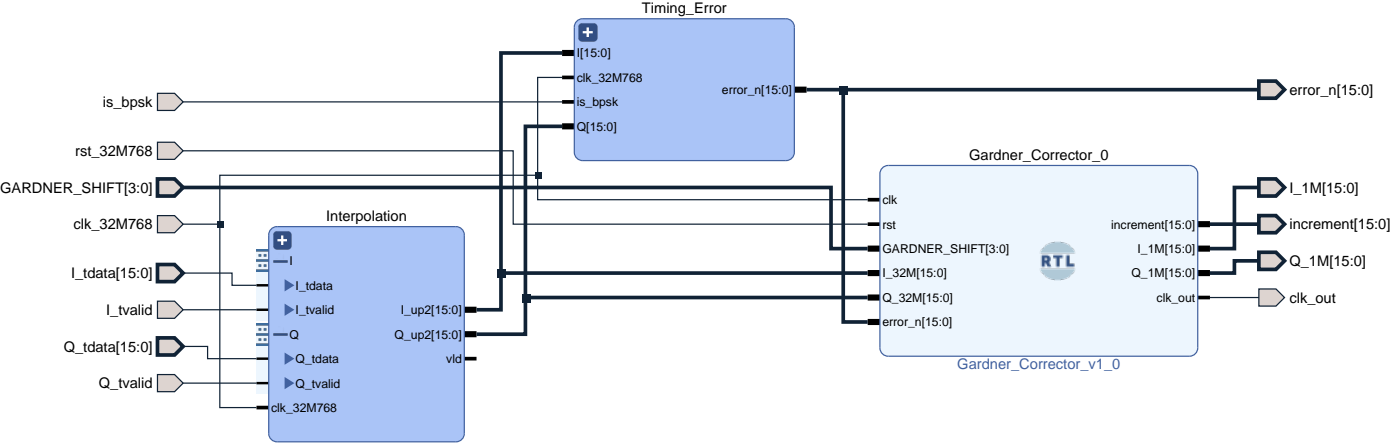 Timing_Error
I[15:0]
clk_32M768
is_bpsk
Q[15:0]
error_n[15:0]
is_bpsk
rst_32M768
GARDNER_SHIFT[3:0]
clk_32M768
I_tdata[15:0]
I_tvalid
Q_tdata[15:0]
Q_tvalid
Interpolation
I
I_tdata
I_tvalid
Q
Q_tdata
Q_tvalid
clk_32M768
I_up2[15:0]
Q_up2[15:0]
vld
Gardner_Corrector_0
clk
rst
GARDNER_SHIFT[3:0]
I_32M[15:0]
Q_32M[15:0]
error_n[15:0]
RTL
increment[15:0]
I_1M[15:0]
Q_1M[15:0]
clk_out
Gardner_Corrector_v1_0
error_n[15:0]
I_1M[15:0]
increment[15:0]
Q_1M[15:0]
clk_out